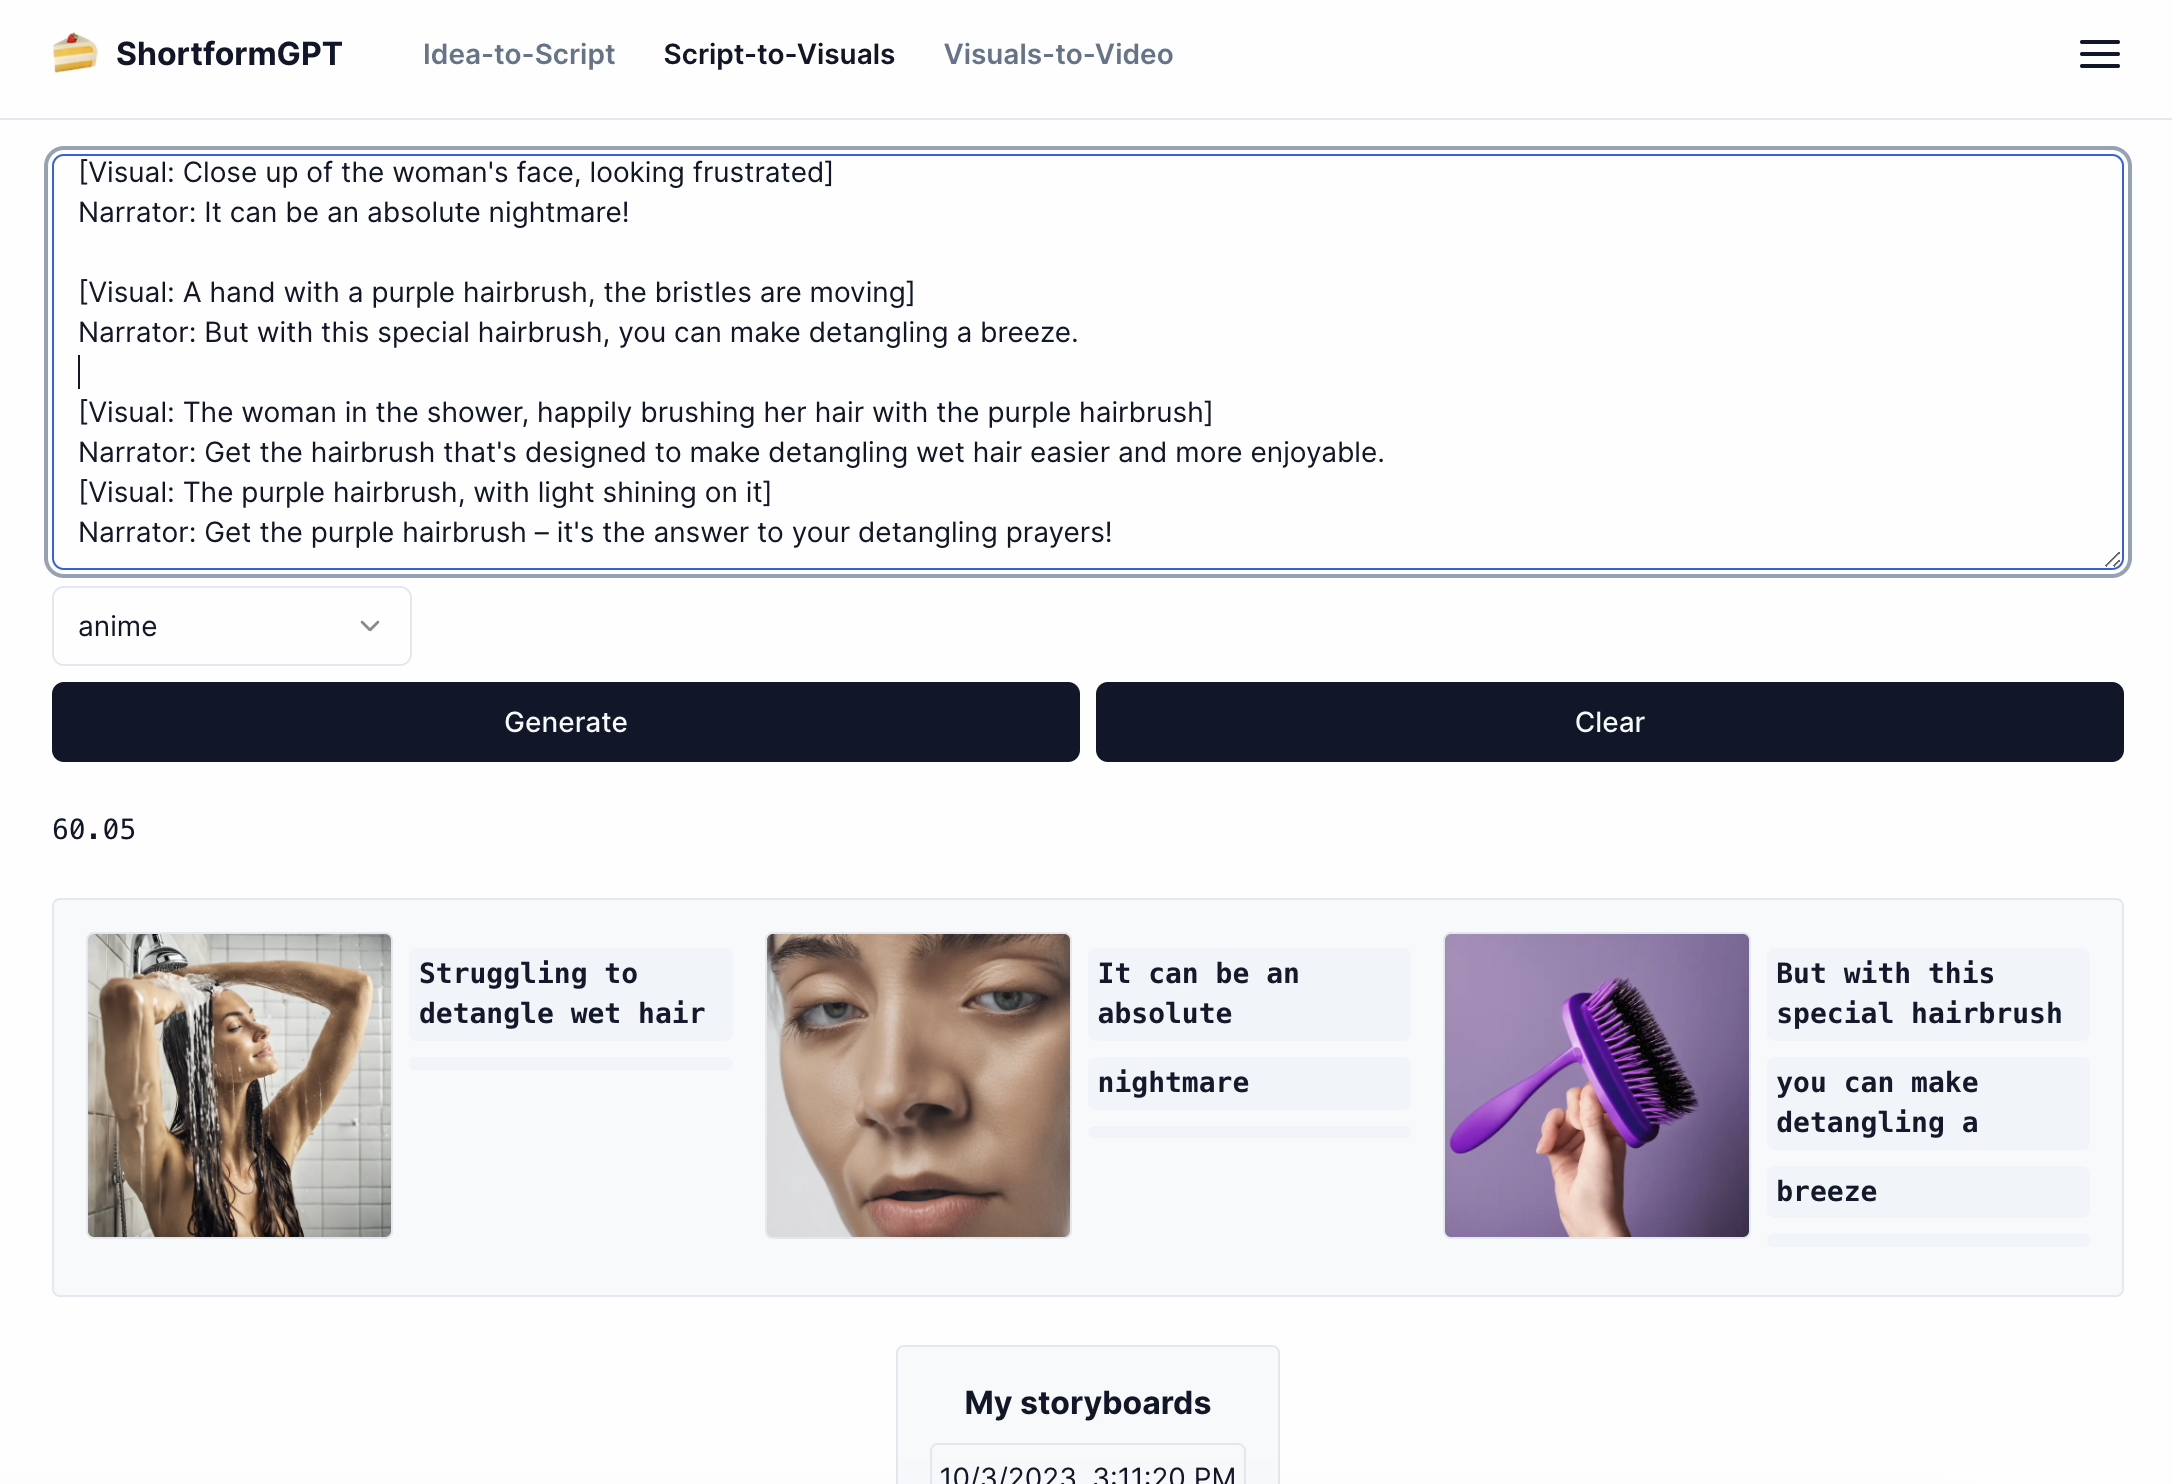 ShortformGPT Idea-to-Script Script-to-Visuals Visuals-to-Video
[Visual: Close up of the woman's face, looking frustrated]
Narrator: It can be an absolute nightmare!
[Visual: A hand with a purple hairbrush, the bristles are moving]
Narrator: But with this special hairbrush, you can make detangling a breeze.
[Visual: The woman in the shower, happily brushing her hair with the purple hairbrush]
Narrator: Get the hairbrush that's designed to make detangling wet hair easier and more enjoyable.
[Visual: The purple hairbrush, with light shining on it]
Narrator: Get the purple hairbrush – it's the answer to your detangling prayers!
anime
Generate
Clear
60.05
Struggling to
detangle wet hair
It can be an
absolute
nightmare
But with this
special hairbrush
you can make
detangling a
breeze
My storyboards
10/3/2023, 3:11:20 PM